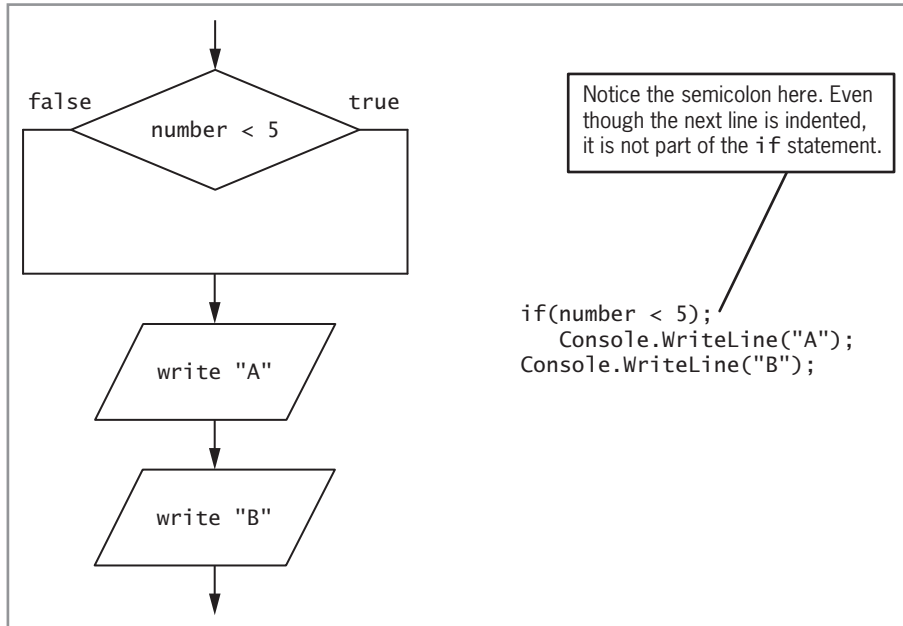 false
true
number < 5
write "A"
write "B"
Notice the semicolon here. Even
though the next line is indented,
it is not part of the if statement.
if(number < 5);
Console.WriteLine("A");
Console.WriteLine("B");